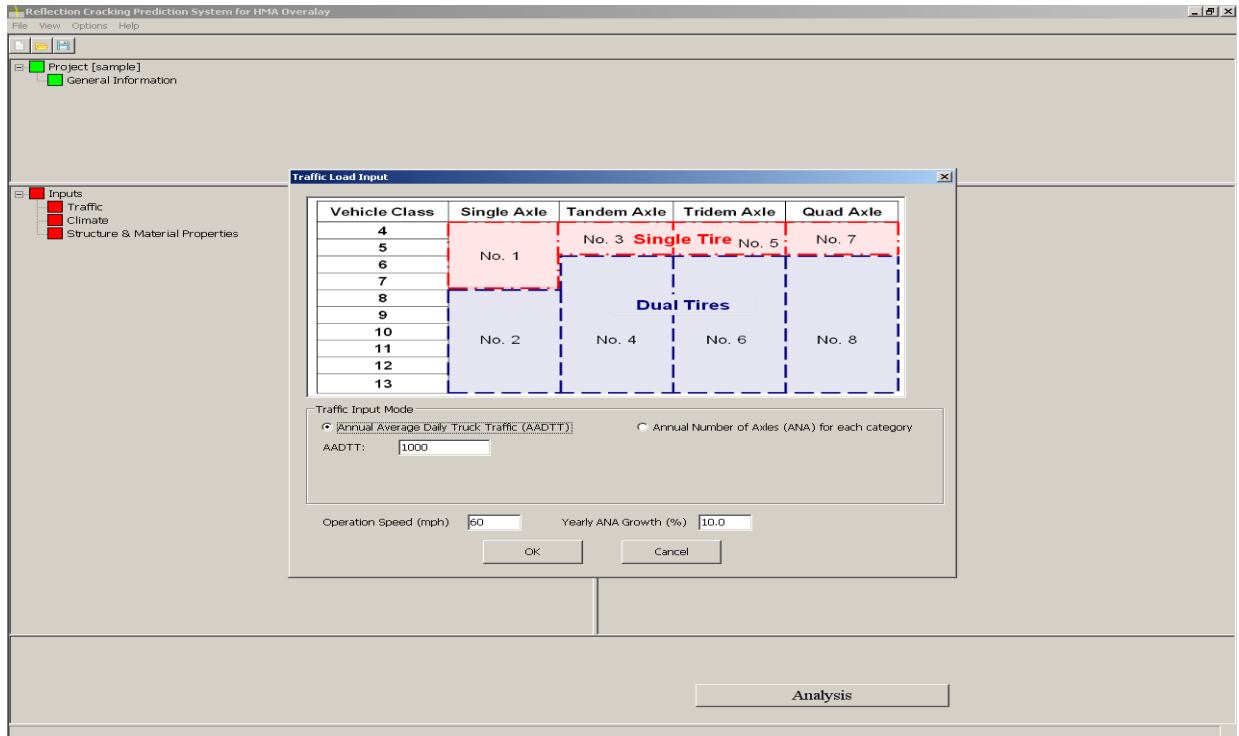 Reflection Cracking Prediction System for HMA Overalay
File View Options Help
Project [sample]
General Information
Inputs
Traffic
Climate
Structure & Material Properties
Traffic Load Input
Vehicle Class Single Axle Tandem Axle Tridem Axle Quad Axle
4
5
6
7
8
9
10
11
12
13
No. 1
No. 3 Single Tire No. 5 No. 7
Dual Tires
No. 2 No. 4 No. 6 No. 8
Traffic Input Mode
Annual Average Daily Truck Traffic (AADTT) Annual Number of Axles (ANA) for each category
AADTT: 1000
Operation Speed (mph) 60 Yearly ANA Growth (%) 10.0
OK Cancel
Analysis